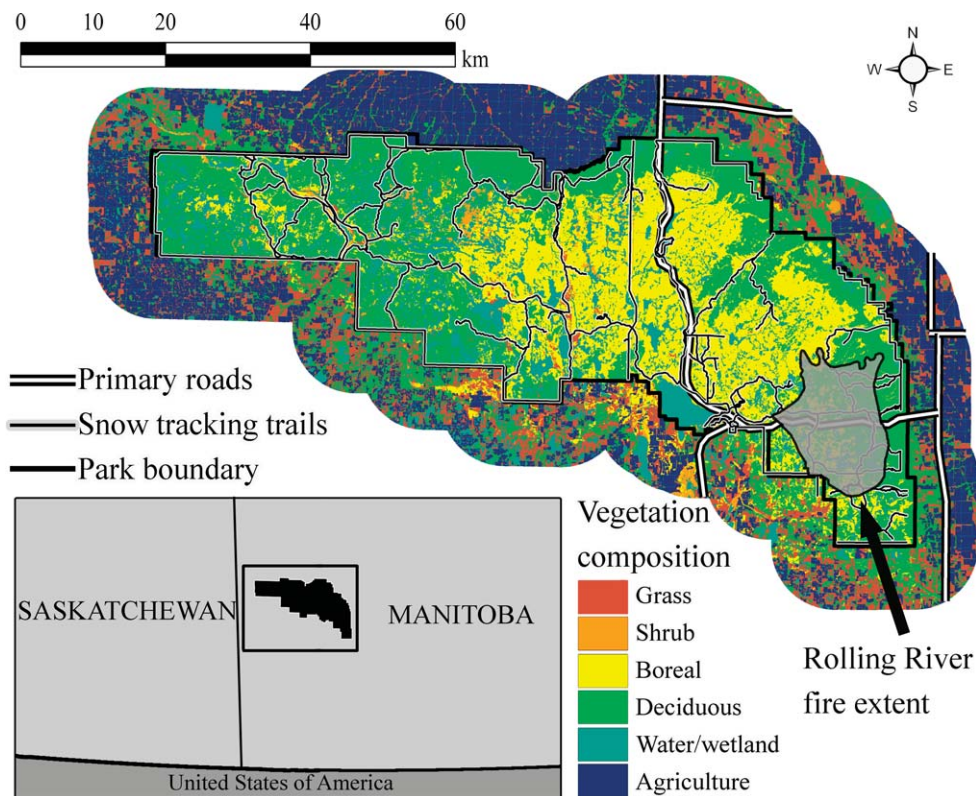 0 10 20 40 60
km
N
W E
S
Primary roads
Snow tracking trails
Park boundary
SASKATCHEWAN
MANITOBA
United States of America
Vegetation
composition
Grass
Shrub
Boreal
Deciduous
Water/wetland
Agriculture
Rolling River
fire extent